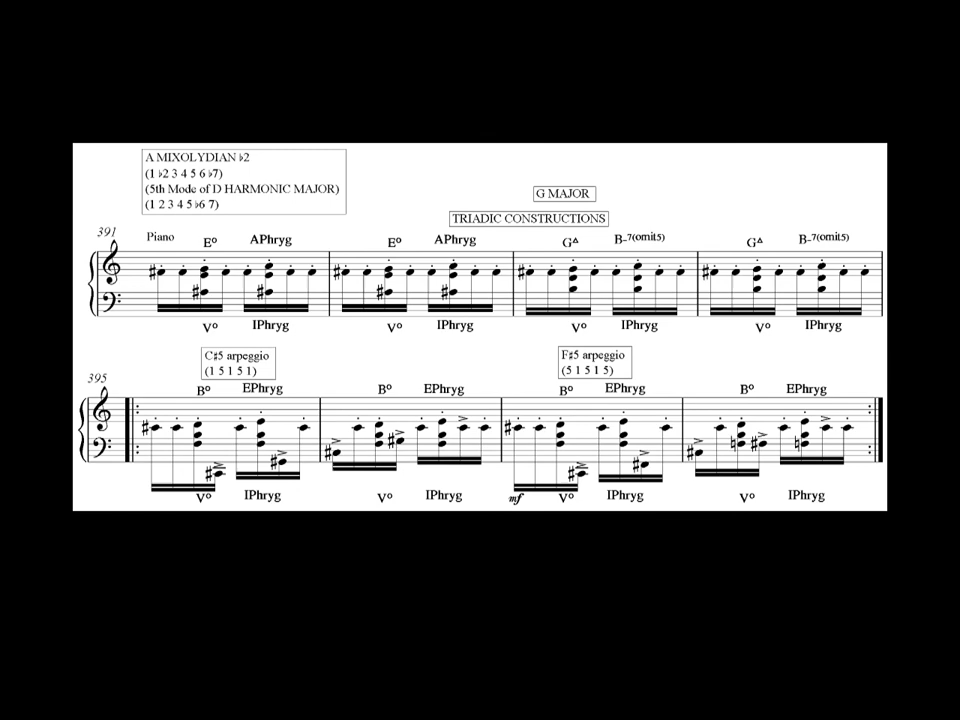 A MIXOLYDIAN ♭2
(1 ♭2 3 4 5 6 ♭7)
(5th Mode of D HARMONIC MAJOR)
(1 2 3 4 5 ♭6 7)
G MAJOR
TRIADIC CONSTRUCTIONS
391
Piano
E° APhryg E° APhryg G△ B-7(omit5) G△ B-7(omit5)
V° IPhryg V° IPhryg V° IPhryg V° IPhryg
C♯5 arpeggio
(1 5 1 5 1)
F♯5 arpeggio
(5 1 5 1 5)
395
B° EPhryg B° EPhryg B° EPhryg B° EPhryg
V° IPhryg V° IPhryg mf V° IPhryg V° IPhryg